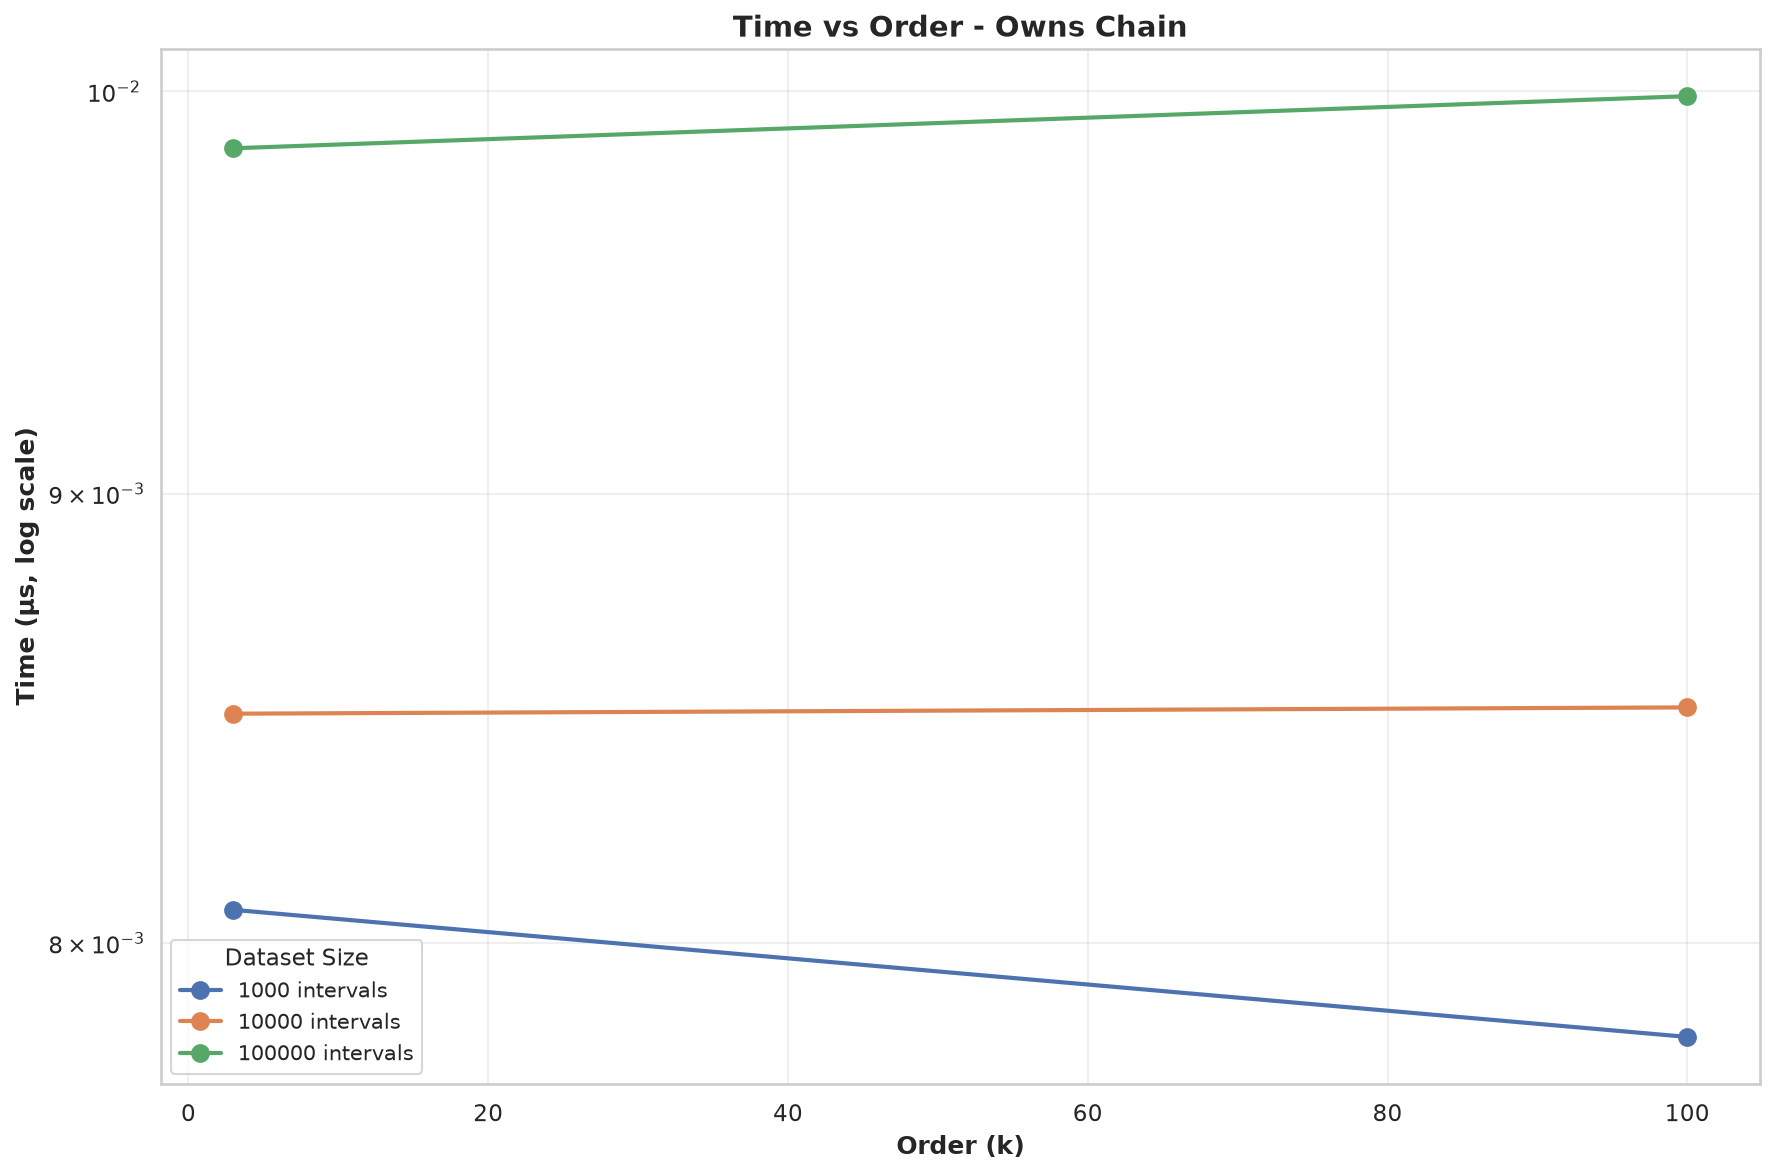 Time vs Order - Owns Chain
10⁻²
9 × 10⁻³
8 × 10⁻³
Time (µs, log scale)
Dataset Size
1000 intervals
10000 intervals
100000 intervals
0 20 40 60 80 100
Order (k)